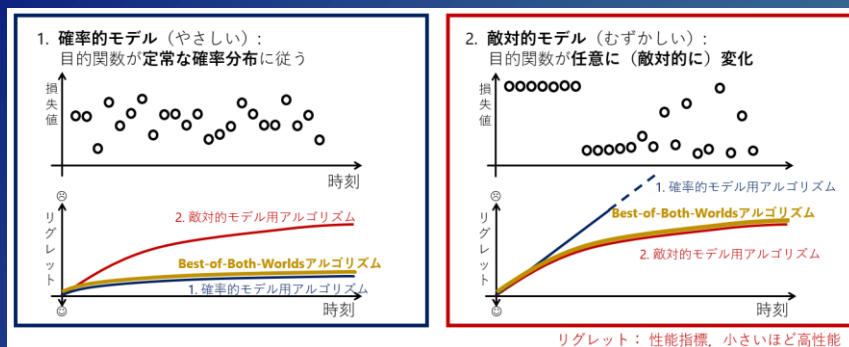 1. 確率的モデル（やさしい）:
目的関数が定常な確率分布に従う
損失値
時刻
リグレット
2. 敵対的モデル用アルゴリズム
Best-of-Both-Worldsアルゴリズム
1. 確率的モデル用アルゴリズム
時刻
2. 敵対的モデル（むずかしい）:
目的関数が任意に（敵対的に）変化
損失値
時刻
リグレット
1. 確率的モデル用アルゴリズム
Best-of-Both-Worldsアルゴリズム
2. 敵対的モデル用アルゴリズム
時刻
リグレット： 性能指標，小さいほど高性能